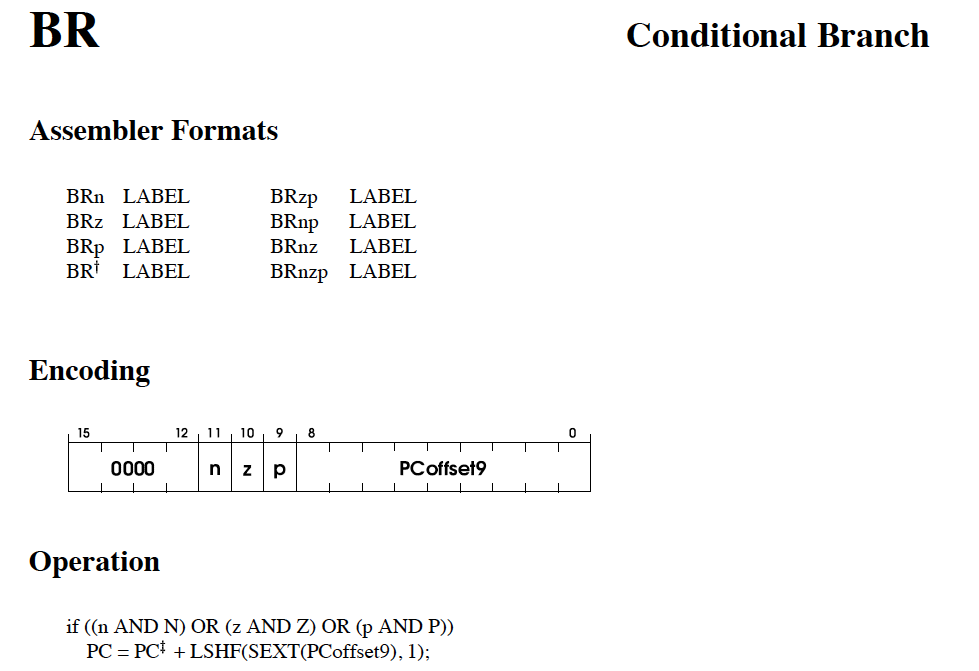 BR Conditional Branch
Assembler Formats
BRn LABEL BRzp LABEL
BRz LABEL BRnp LABEL
BRp LABEL BRnz LABEL
BR† LABEL BRnzp LABEL
Encoding
15 12 11 10 9 8 0
0000 n z p PCoffset9
Operation
if ((n AND N) OR (z AND Z) OR (p AND P))
PC = PC‡ + LSHF(SEXT(PCoffset9), 1);